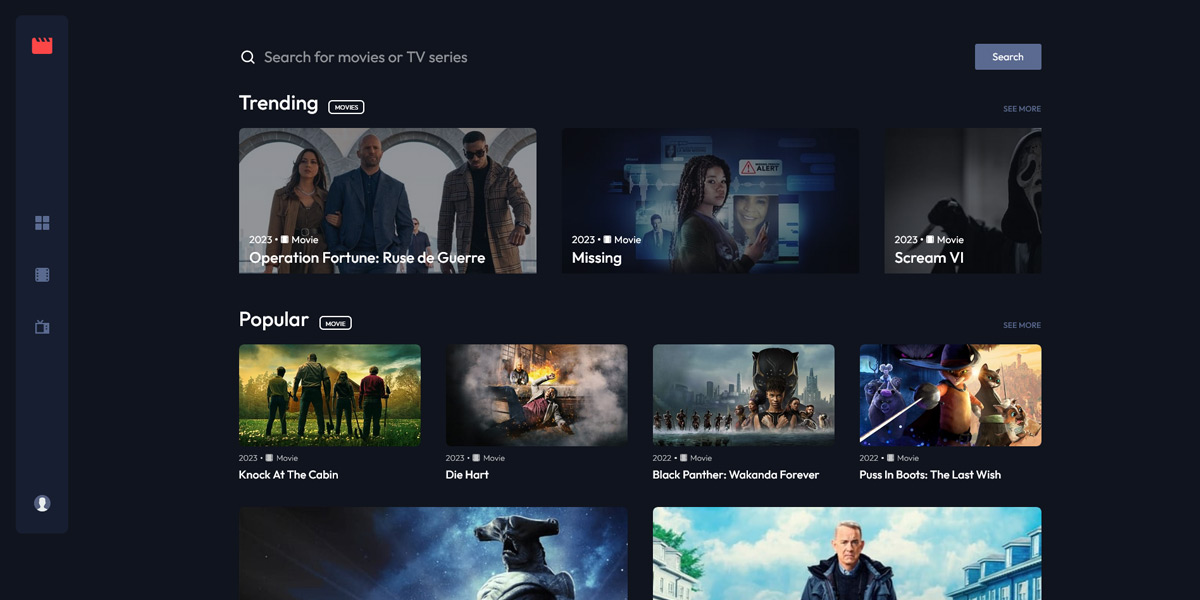 Search for movies or TV series
Search
Trending
MOVIES
SEE MORE
ALERT
2023 • Movie
Operation Fortune: Ruse de Guerre
2023 • Movie
Missing
2023 • Movie
Scream VI
Popular
MOVIE
SEE MORE
2023 • Movie
Knock At The Cabin
2023 • Movie
Die Hart
2022 • Movie
Black Panther: Wakanda Forever
2022 • Movie
Puss In Boots: The Last Wish